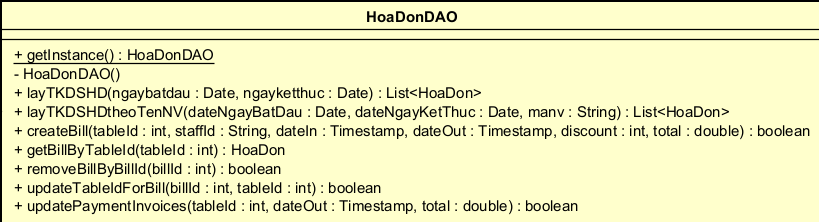 HoaDonDAO
+ getInstance() : HoaDonDAO
- HoaDonDAO()
+ layTKDSHD(ngaybatdau : Date, ngayketthuc : Date) : List<HoaDon>
+ layTKDSHDtheoTenNV(dateNgayBatDau : Date, dateNgayKetThuc : Date, manv : String) : List<HoaDon>
+ createBill(tableId : int, staffId : String, dateIn : Timestamp, dateOut : Timestamp, discount : int, total : double) : boolean
+ getBillByTableId(tableId : int) : HoaDon
+ removeBillByBillId(billId : int) : boolean
+ updateTableIdForBill(billId : int, tableId : int) : boolean
+ updatePaymentInvoices(tableId : int, dateOut : Timestamp, total : double) : boolean